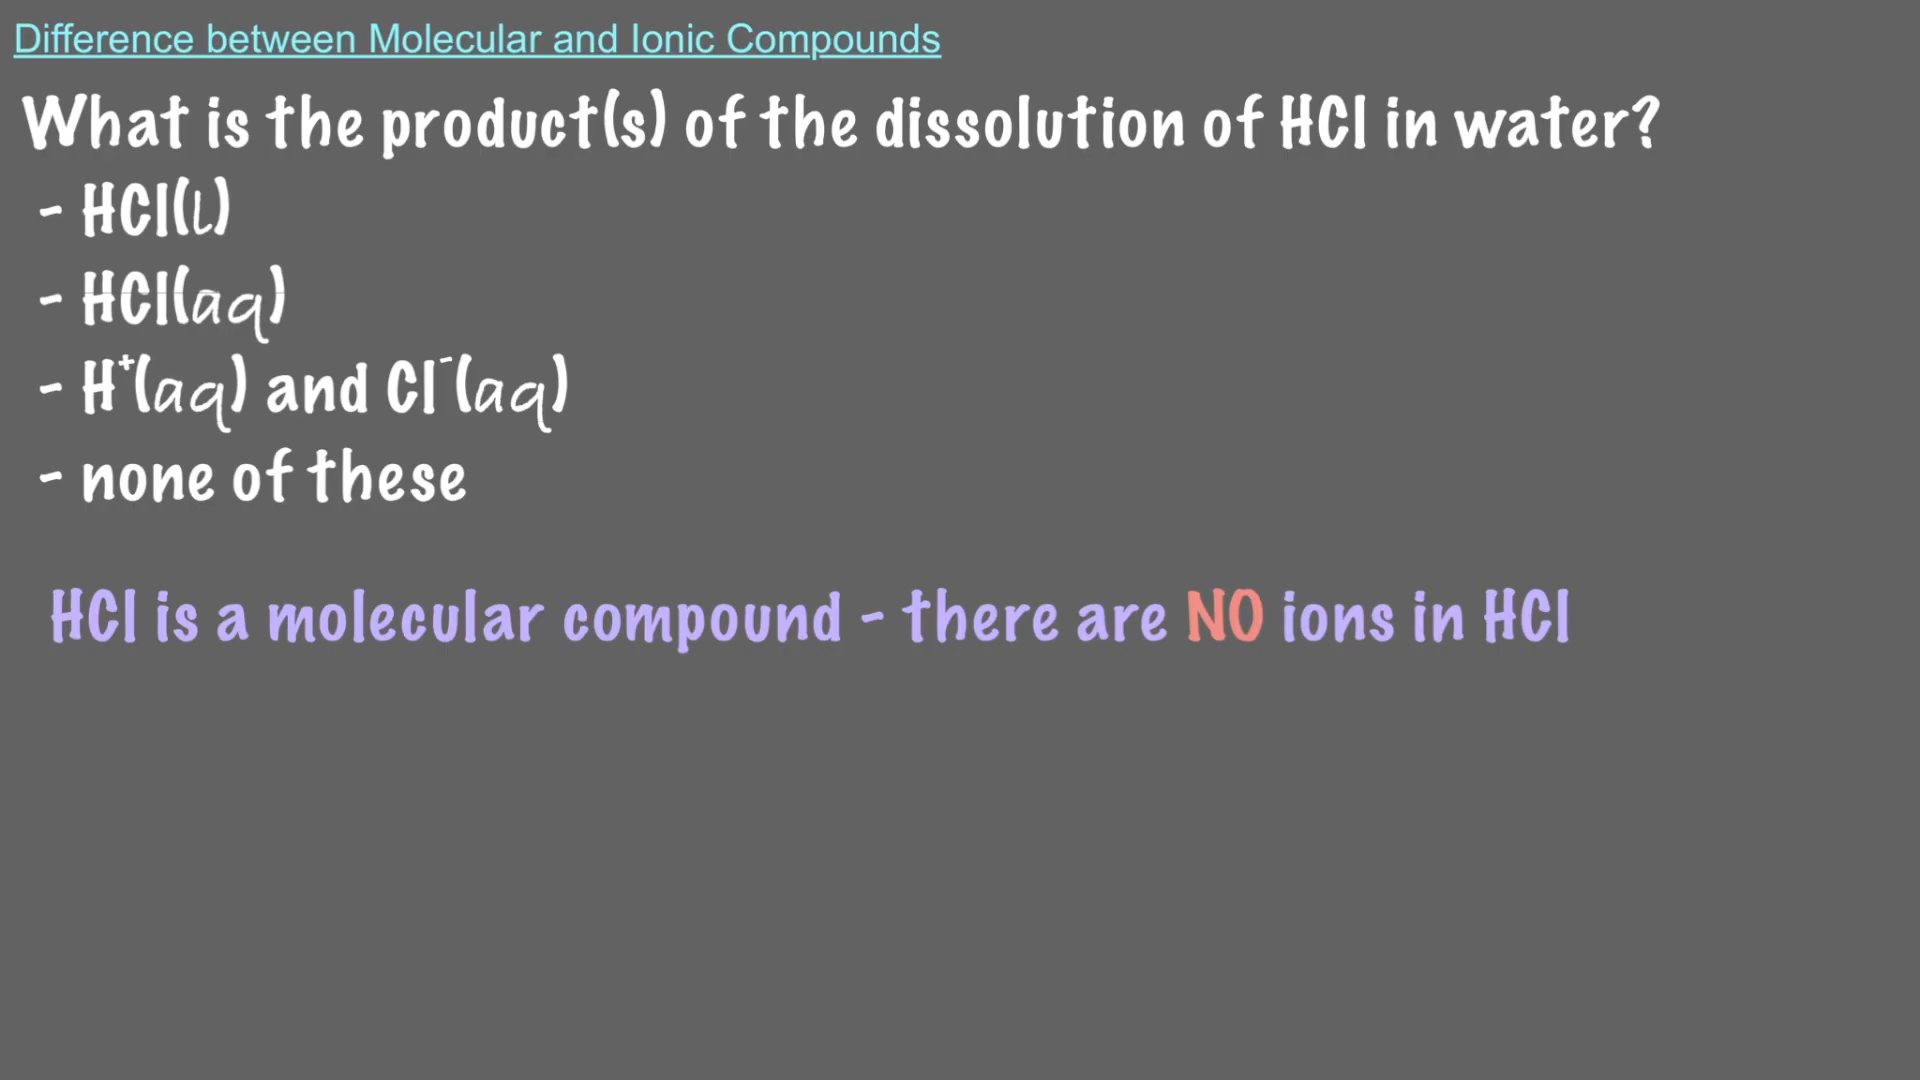 Difference between Molecular and Ionic Compounds
What is the product(s) of the dissolution of HCl in water?
- HCl(l)
- HCl(aq)
- H⁺(aq) and Cl⁻(aq)
- none of these
HCl is a molecular compound - there are NO ions in HCl